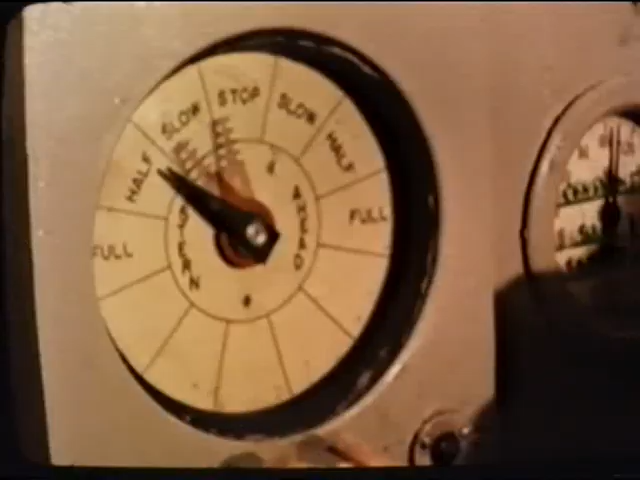 STOP
SLOW
SLOW
HALF
HALF
FULL
FULL
ASTERN
AHEAD